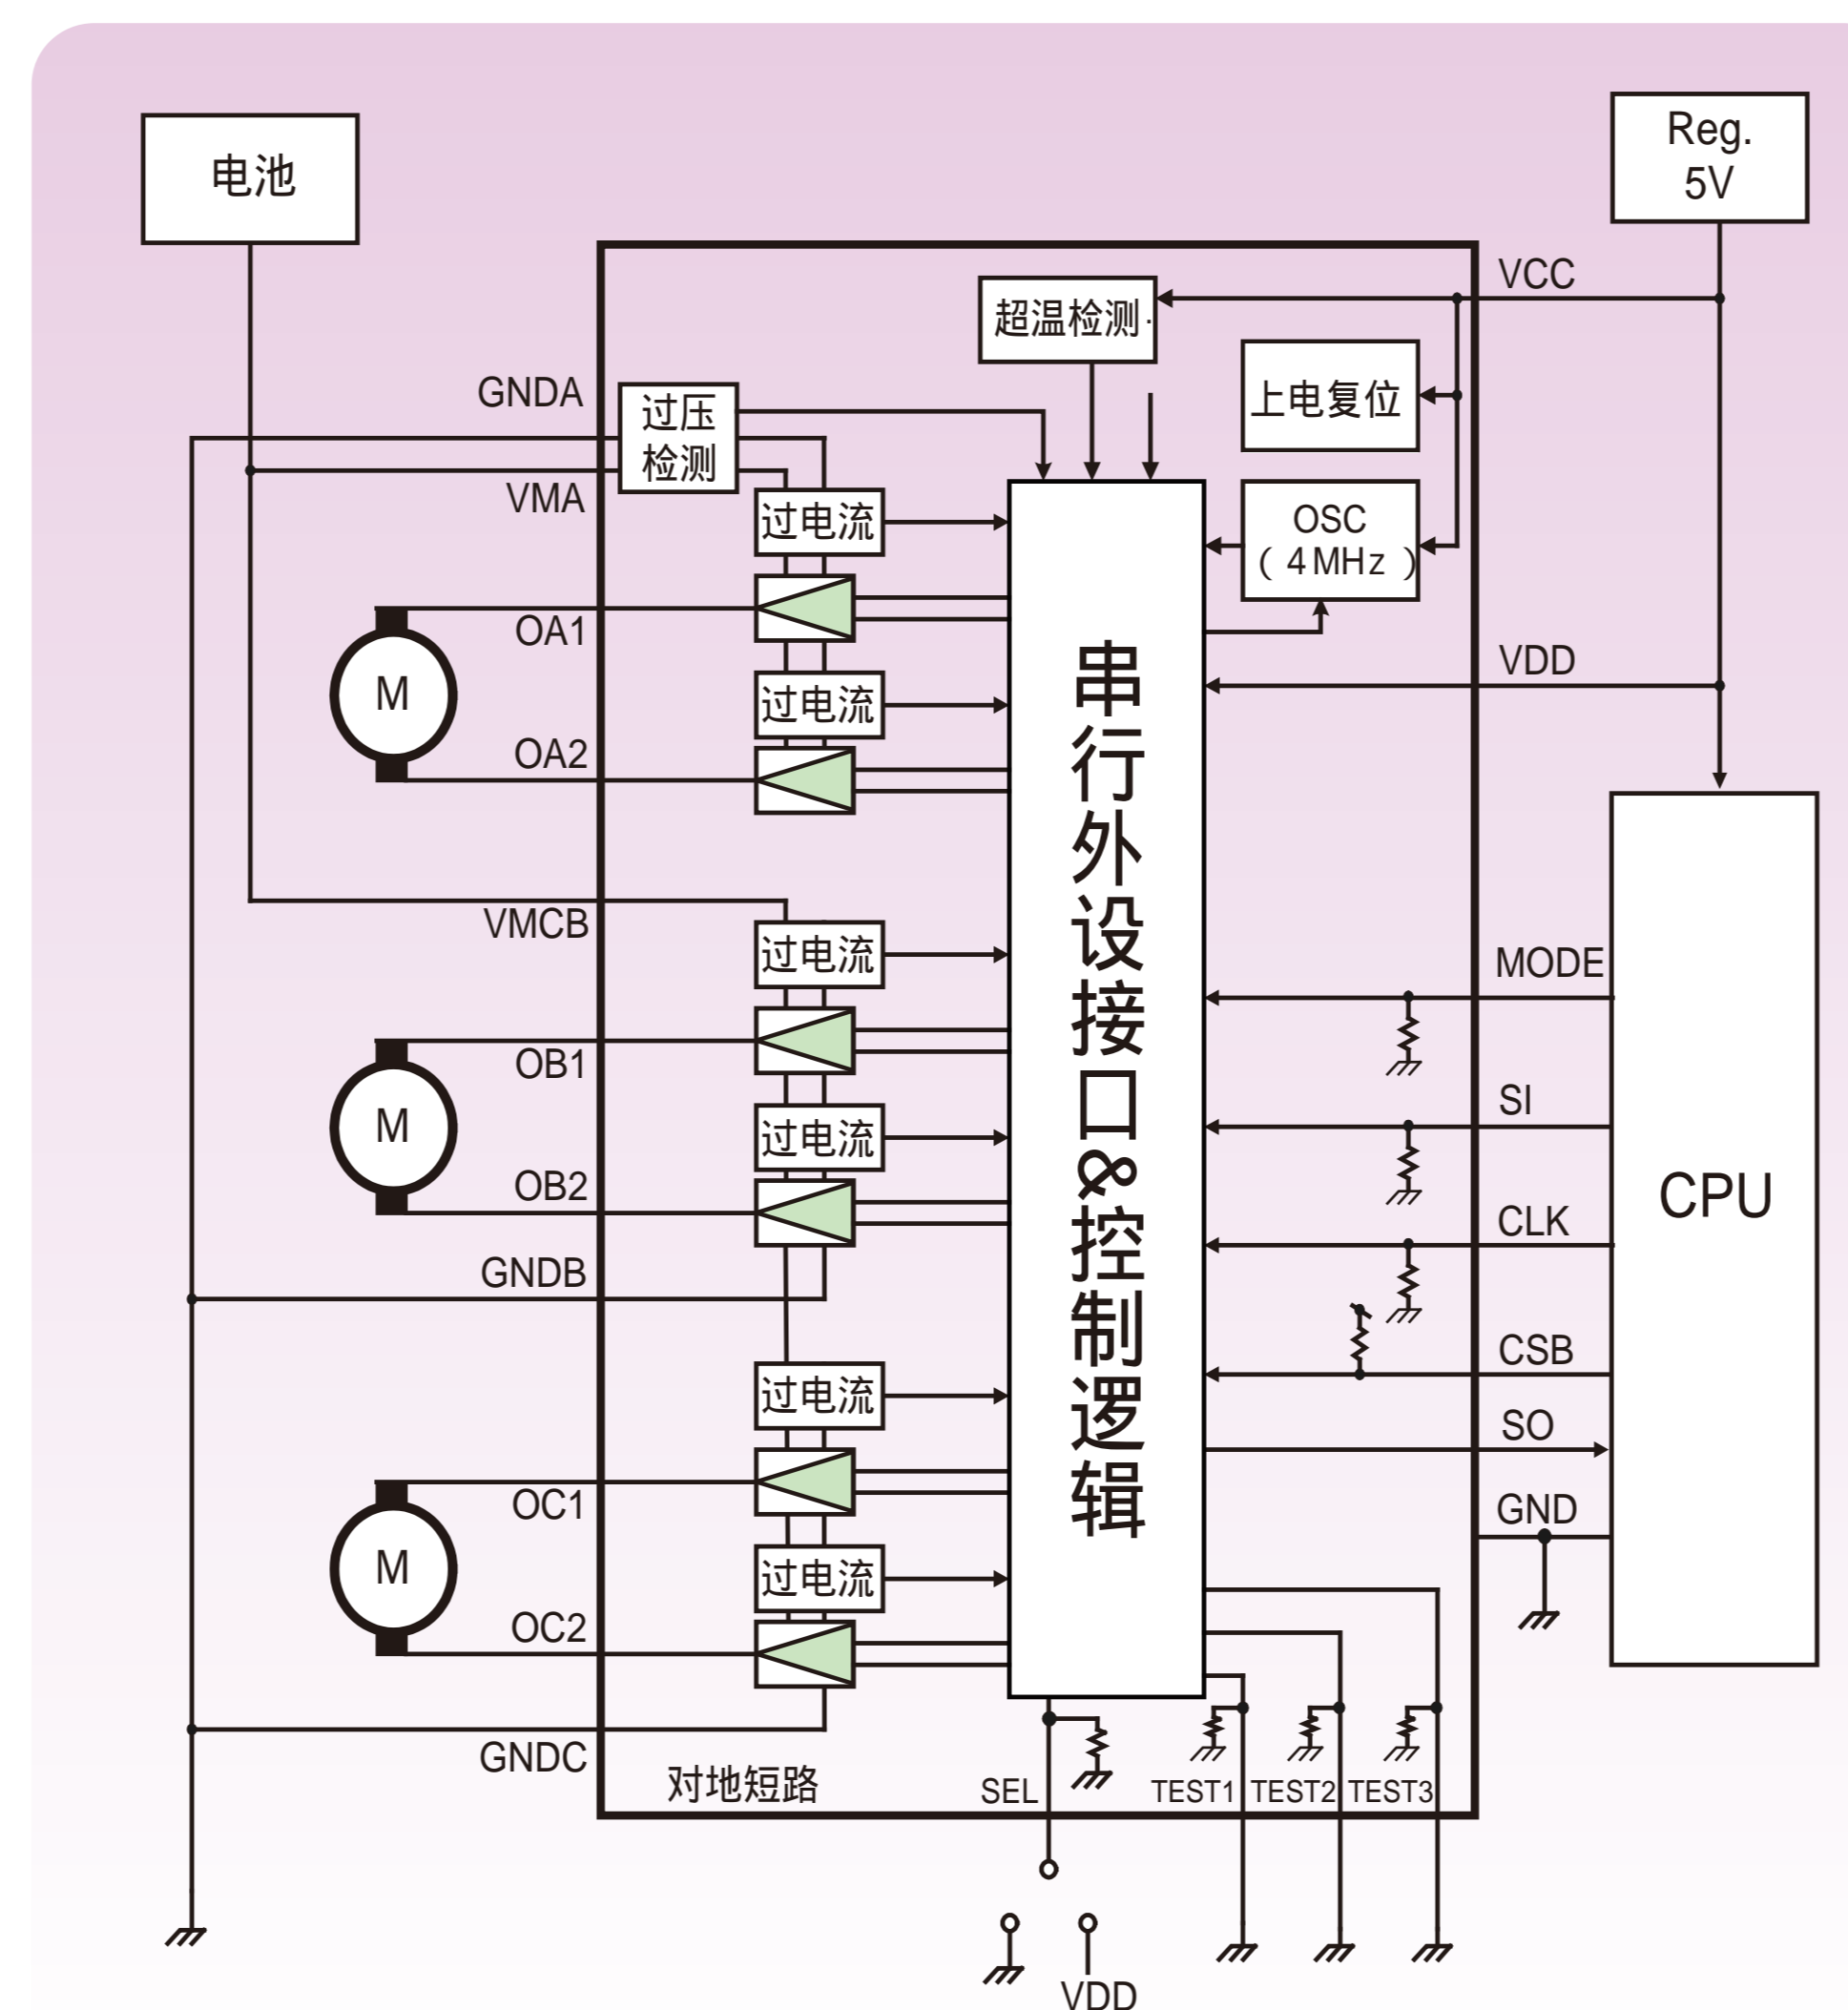 电池
Reg.
5V
VCC
超温检测
上电复位
GNDA
过压
检测
VMA
过电流
OSC
（4MHz）
OA1
M
过电流
VDD
OA2
串行外设接口&控制逻辑
VMCB
过电流
MODE
OB1
M
过电流
SI
CPU
OB2
CLK
GNDB
CSB
过电流
SO
OC1
GND
M
过电流
OC2
GNDC
对地短路
SEL
TEST1
TEST2
TEST3
VDD